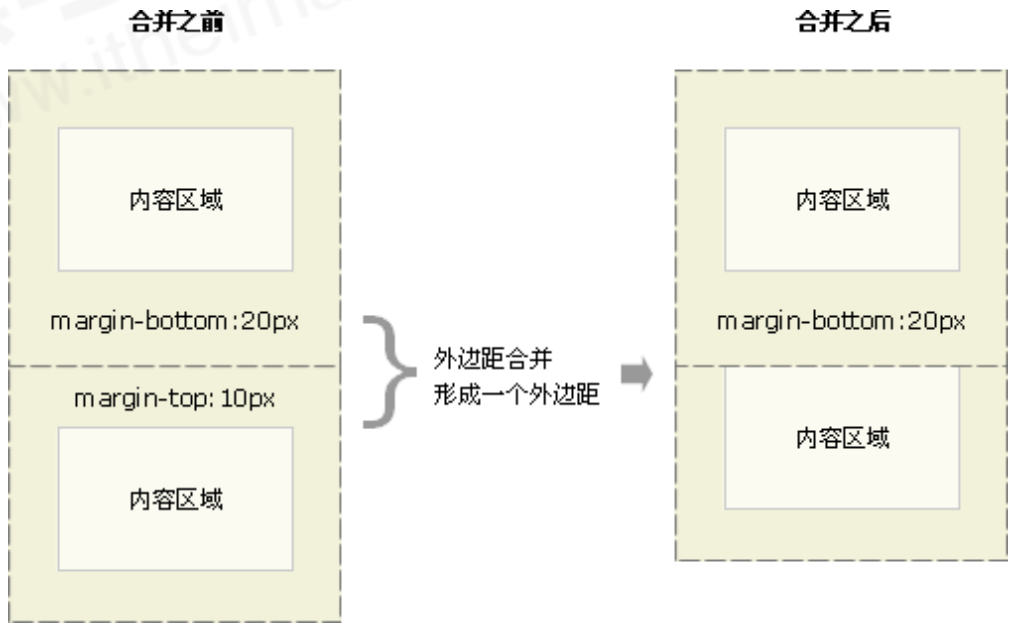 合并之前
合并之后
内容区域
margin-bottom:20px
margin-top:10px
内容区域
外边距合并
形成一个外边距
内容区域
margin-bottom:20px
内容区域